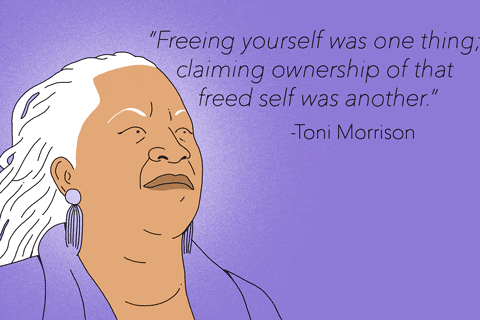 “Freeing yourself was one thing;
claiming ownership of that
freed self was another.”
-Toni Morrison